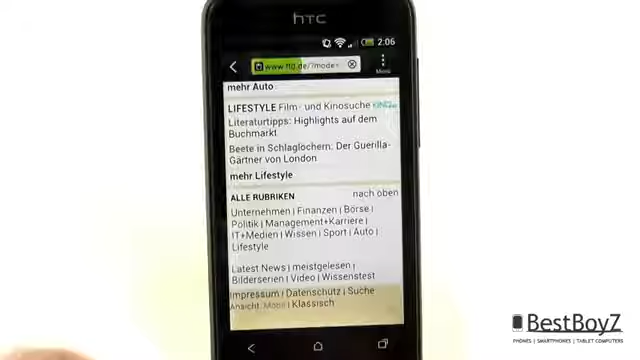 hTC
2:06
www.ftd.de/?mode=
Menü
mehr Auto
LIFESTYLE Film- und Kinosuche KINO.de
Literaturtipps: Highlights auf dem
Buchmarkt
Beete in Schlaglöchern: Der Guerilla-
Gärtner von London
mehr Lifestyle
ALLE RUBRIKEN nach oben
Unternehmen | Finanzen | Börse |
Politik | Management+Karriere |
IT+Medien | Wissen | Sport | Auto |
Lifestyle
Latest News | meistgelesen |
Bilderserien | Video | Wissenstest
Impressum | Datenschutz | Suche
Ansicht: Mobil | Klassisch
BestBoyZ
PHONES | SMARTPHONES | TABLET COMPUTERS